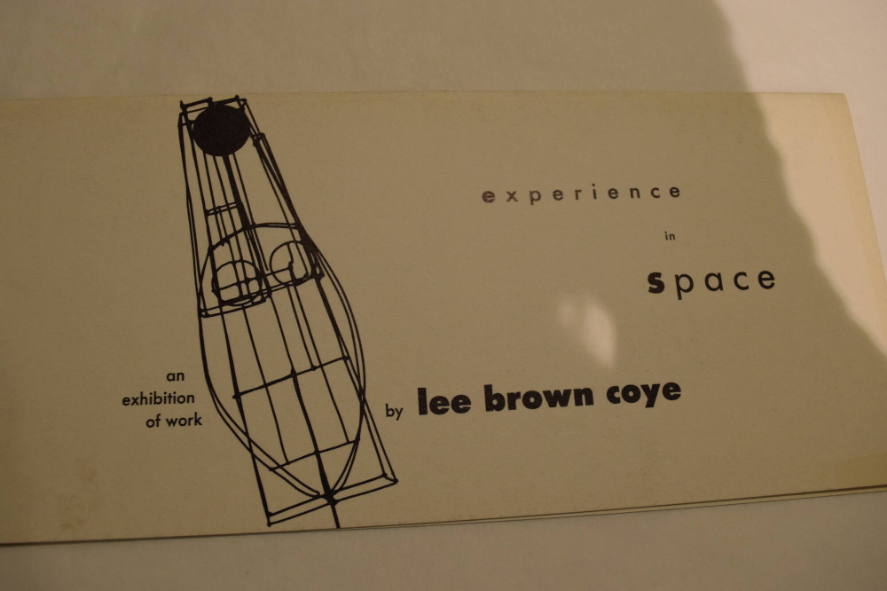 experience
in
space
an
exhibition
of work
by lee brown coye